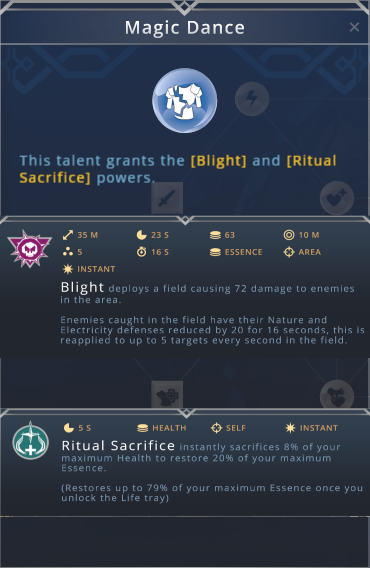 Magic Dance
×
This talent grants the [Blight] and [Ritual
Sacrifice] powers.
35 M 23 S 63 10 M
5 16 S ESSENCE AREA
INSTANT
Blight deploys a field causing 72 damage to enemies
in the area.
Enemies caught in the field have their Nature and
Electricity defenses reduced by 20 for 16 seconds, this is
reapplied to up to 5 targets every second in the field.
5 S HEALTH SELF INSTANT
Ritual Sacrifice instantly sacrifices 8% of your
maximum Health to restore 20% of your maximum
Essence.
(Restores up to 79% of your maximum Essence once you
unlock the Life tray)